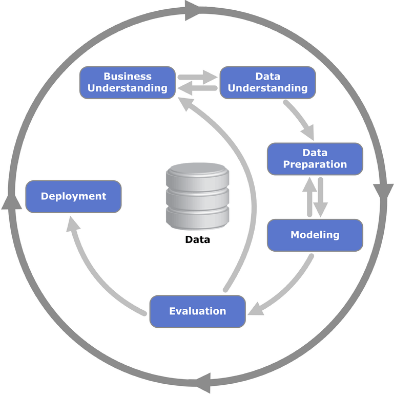 Business
Understanding
Data
Understanding
Data
Preparation
Deployment
Data
Modeling
Evaluation